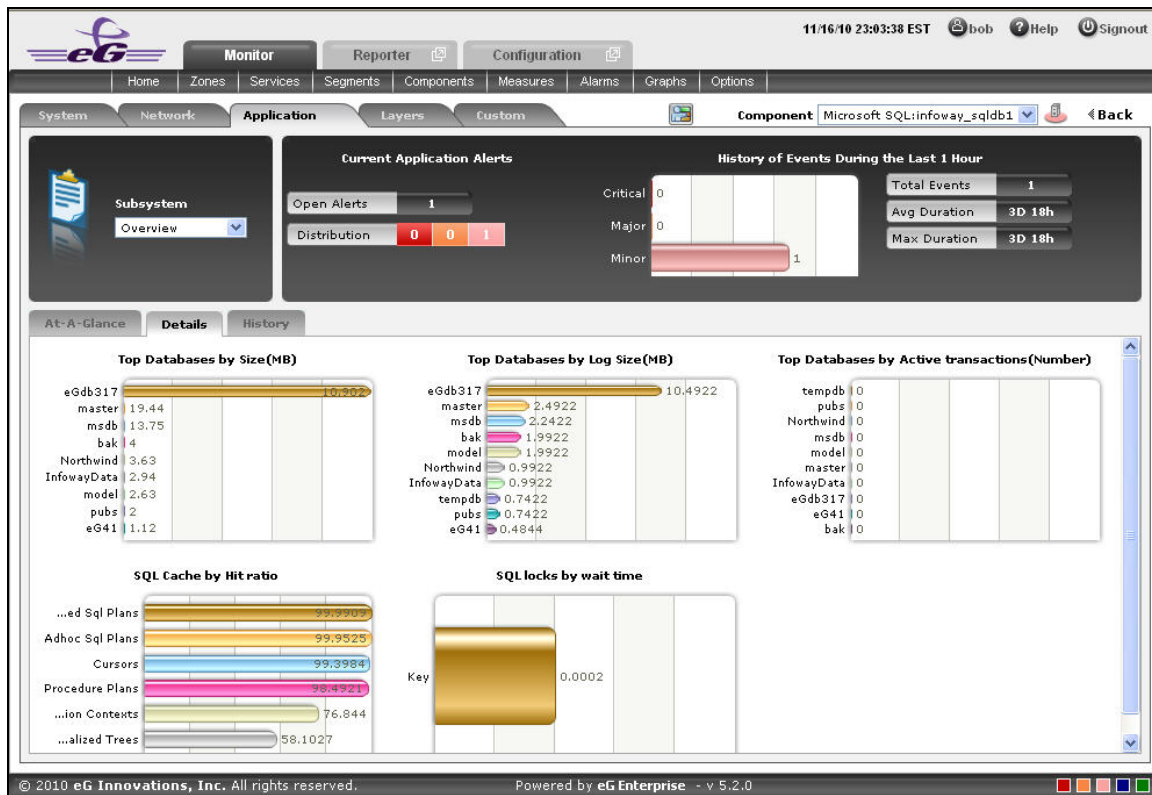 11/16/10 23:03:38 EST bob Help Signout
eG
Monitor Reporter Configuration
Home Zones Services Segments Components Measures Alarms Graphs Options
System Network Application Layers Custom Component Microsoft SQL:infoway_sqldb1 Back
Subsystem
Overview
Current Application Alerts
Open Alerts 1
Distribution 0 0 1
History of Events During the Last 1 Hour
Critical 0
Major 0
Minor 1
Total Events 1
Avg Duration 3D 18h
Max Duration 3D 18h
At-A-Glance Details History
Top Databases by Size(MB)
eGdb317 10,902
master 19.44
msdb 13.75
bak 4
Northwind 3.63
InfowayData 2.94
model 2.63
pubs 2
eG41 1.12
Top Databases by Log Size(MB)
eGdb317 10.4922
master 2.4922
msdb 2.2422
bak 1.9922
model 1.9922
Northwind 0.9922
InfowayData 0.9922
tempdb 0.7422
pubs 0.7422
eG41 0.4844
Top Databases by Active transactions(Number)
tempdb 0
pubs 0
Northwind 0
msdb 0
model 0
master 0
InfowayData 0
eGdb317 0
eG41 0
bak 0
SQL Cache by Hit ratio
...ed Sql Plans 99.9909
Adhoc Sql Plans 99.9525
Cursors 99.3984
Procedure Plans 98.4921
...ion Contexts 76.844
...alized Trees 58.1027
SQL locks by wait time
Key 0.0002
© 2010 eG Innovations, Inc. All rights reserved. Powered by eG Enterprise - v 5.2.0